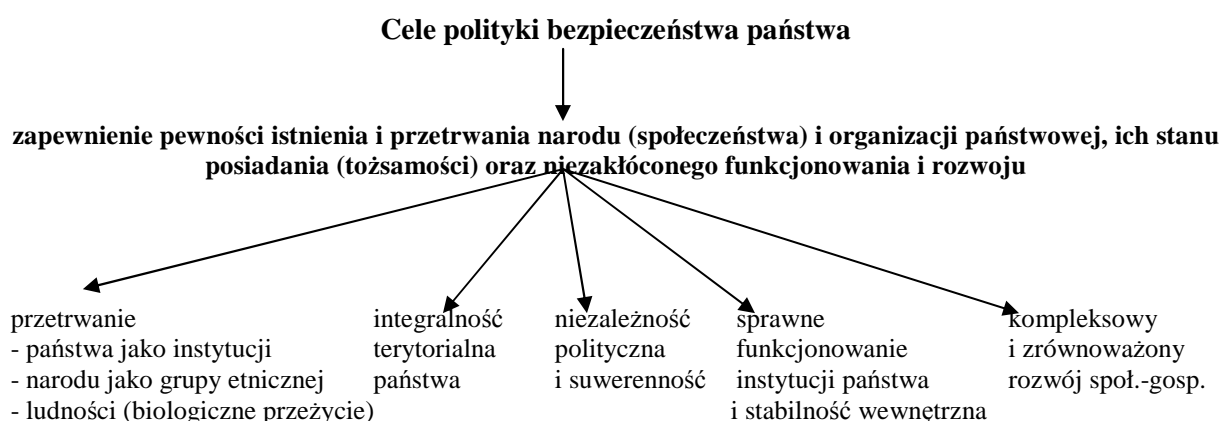 Cele polityki bezpieczeństwa państwa
zapewnienie pewności istnienia i przetrwania narodu (społeczeństwa) i organizacji państwowej, ich stanu
posiadania (tożsamości) oraz niezakłóconego funkcjonowania i rozwoju
przetrwanie
- państwa jako instytucji
- narodu jako grupy etnicznej
- ludności (biologiczne przeżycie)
integralność
terytorialna
państwa
niezależność
polityczna
i suwerenność
sprawne
funkcjonowanie
instytucji państwa
i stabilność wewnętrzna
kompleksowy
i zrównoważony
rozwój społ.-gosp.